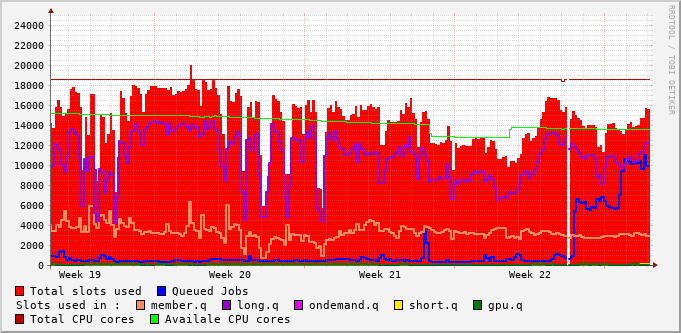 RRDTOOL / TOBI OETIKER
24000
22000
20000
18000
16000
14000
12000
10000
8000
6000
4000
2000
0
Week 19 Week 20 Week 21 Week 22
Total slots used Queued Jobs
Slots used in : member.q long.q ondemand.q short.q gpu.q
Total CPU cores Availale CPU cores